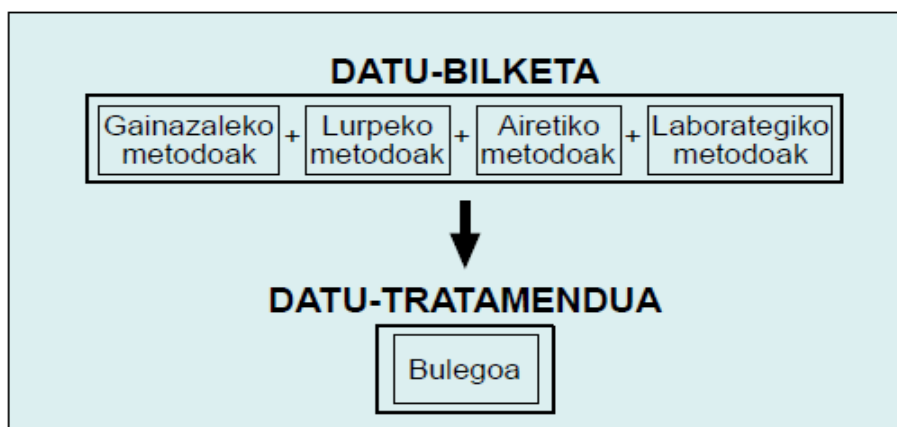 DATU-BILKETA
Gainazaleko metodoak + Lurpeko metodoak + Airetiko metodoak + Laborategiko metodoak
DATU-TRATAMENDUA
Bulegoa